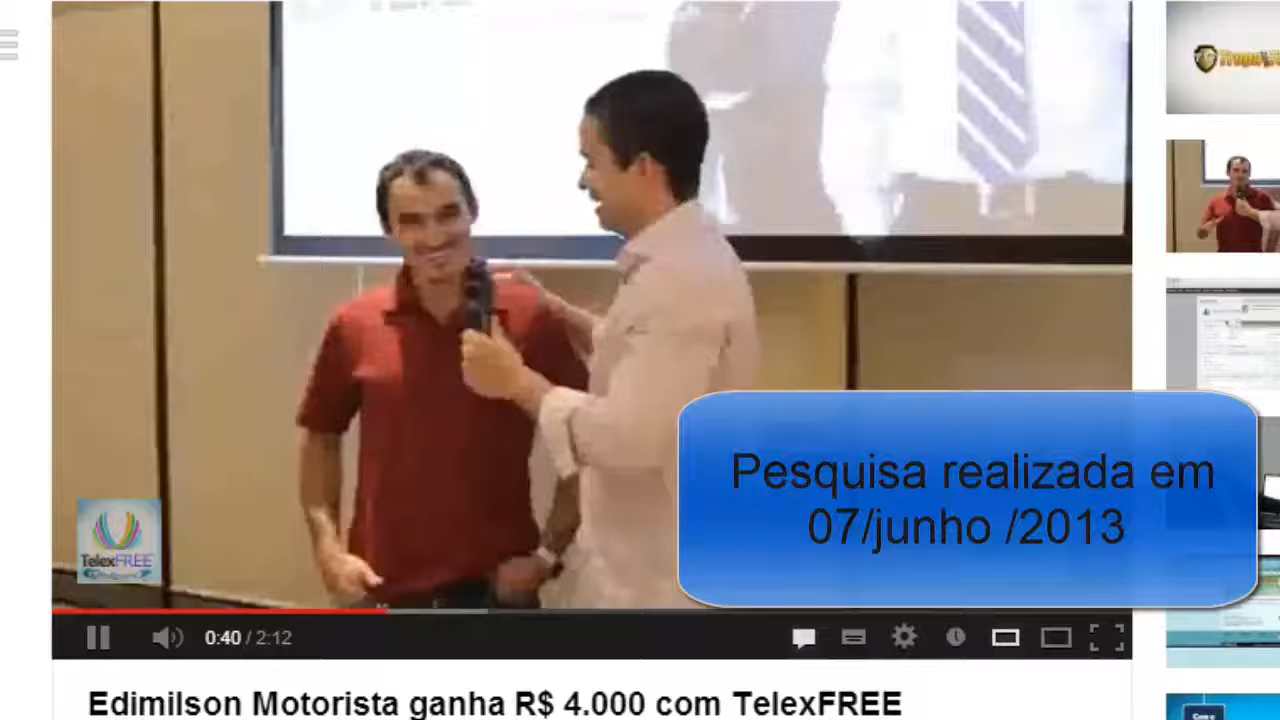 Pesquisa realizada em
07/junho /2013
TelexFREE
0:40 / 2:12
Edimilson Motorista ganha R$ 4.000 com TelexFREE